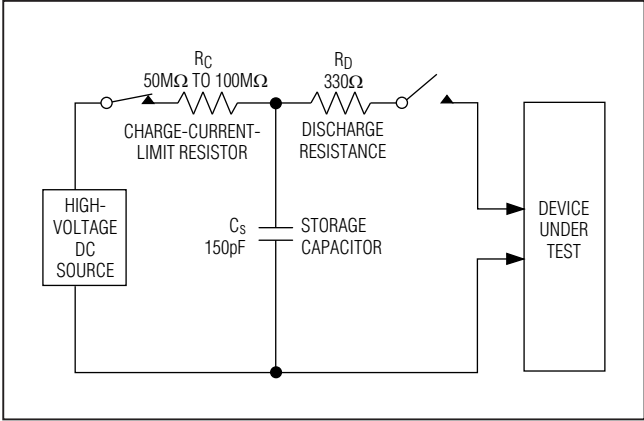 R_C
50MΩ TO 100MΩ
CHARGE-CURRENT-
LIMIT RESISTOR
R_D
330Ω
DISCHARGE
RESISTANCE
HIGH-
VOLTAGE
DC
SOURCE
C_s
150pF
STORAGE
CAPACITOR
DEVICE
UNDER
TEST